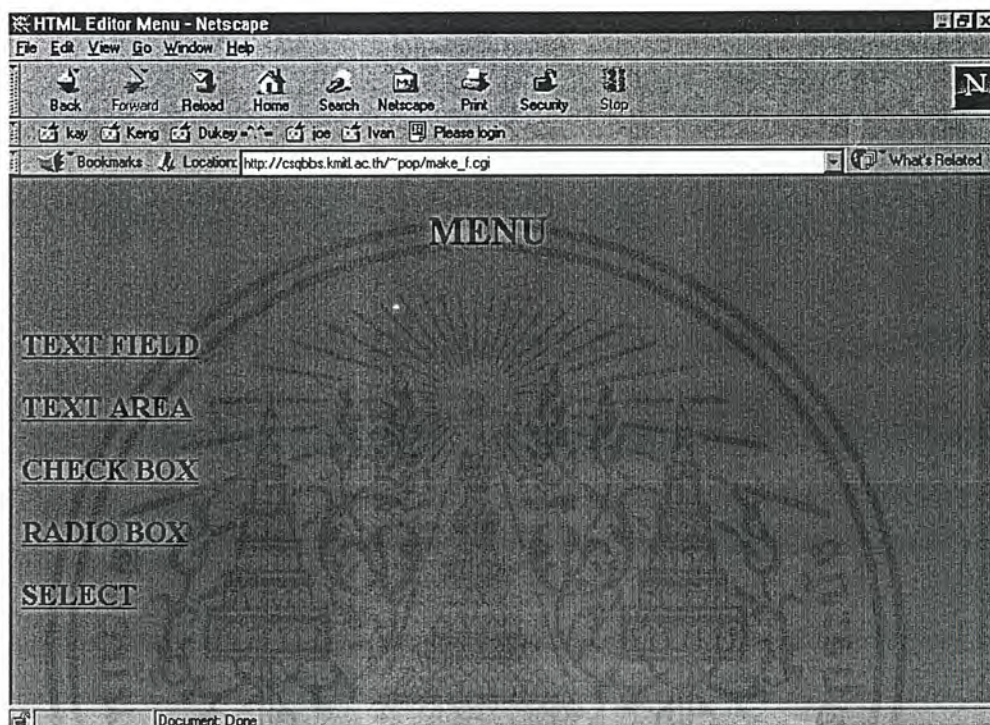 HTML Editor Menu - Netscape
File Edit View Go Window Help
Back Forward Reload Home Search Netscape Print Security Stop
N
kay Keng Dukey =^^= joe Ivan Please login
Bookmarks Location: http://csqbbs.kmitl.ac.th/~pop/make_f.cgi What's Related
MENU
TEXT FIELD
TEXT AREA
CHECK BOX
RADIO BOX
SELECT
Document: Done